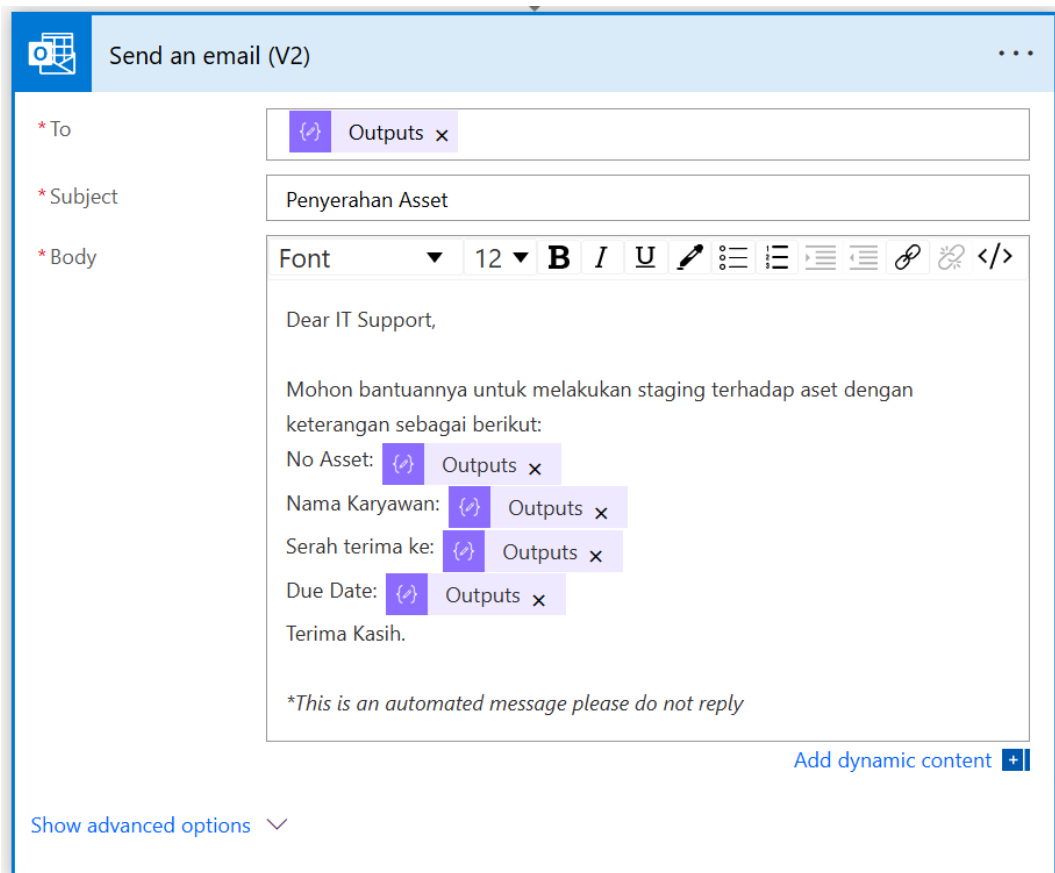 Send an email (V2) ...
* To
Outputs ×
* Subject
Penyerahan Asset
* Body
Font 12 B I U </>
Dear IT Support,
Mohon bantuannya untuk melakukan staging terhadap aset dengan
keterangan sebagai berikut:
No Asset: Outputs ×
Nama Karyawan: Outputs ×
Serah terima ke: Outputs ×
Due Date: Outputs ×
Terima Kasih.
*This is an automated message please do not reply
Add dynamic content +
Show advanced options